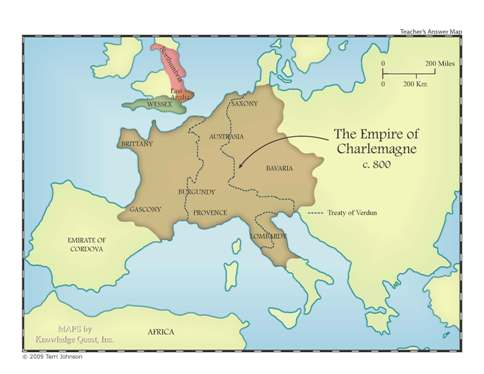 Teacher's Answer Map
0 200 Miles
0 200 Km
Northumbria
East
Anglia
WESSEX
SAXONY
BRITTANY
AUSTRASIA
The Empire of
Charlemagne
c. 800
BAVARIA
BURGUNDY
GASCONY
PROVENCE
Treaty of Verdun
LOMBARDY
EMIRATE OF
CORDOVA
MAPS by
Knowledge Quest, Inc.
AFRICA
© 2009 Terri Johnson